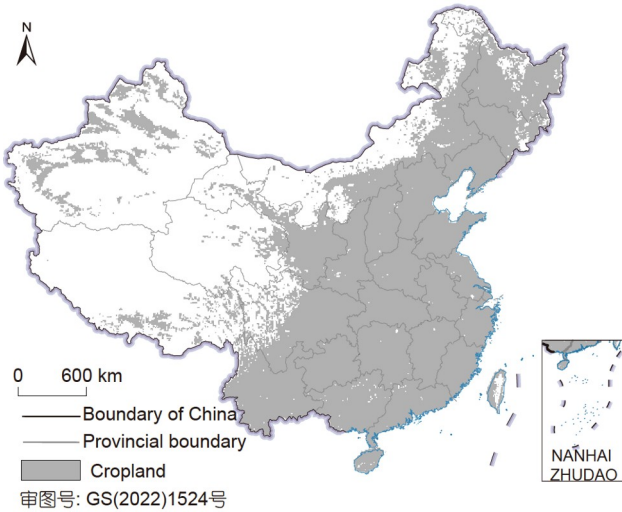 N
0 600 km
Boundary of China
Provincial boundary
Cropland
审图号: GS(2022)1524号
NANHAI
ZHUDAO